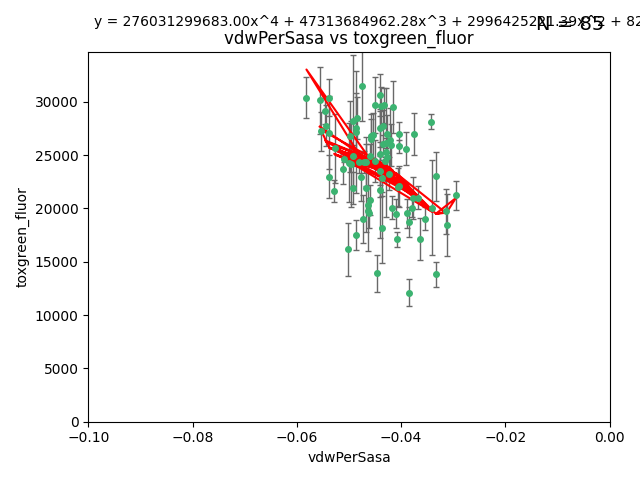 y = 276031299683.00x^4 + 47313684962.28x^3 + 2996425221.39x^2 + 82
N = 85
vdwPerSasa vs toxgreen_fluor
30000
25000
20000
15000
10000
5000
0
toxgreen_fluor
−0.10
−0.08
−0.06
−0.04
−0.02
0.00
vdwPerSasa